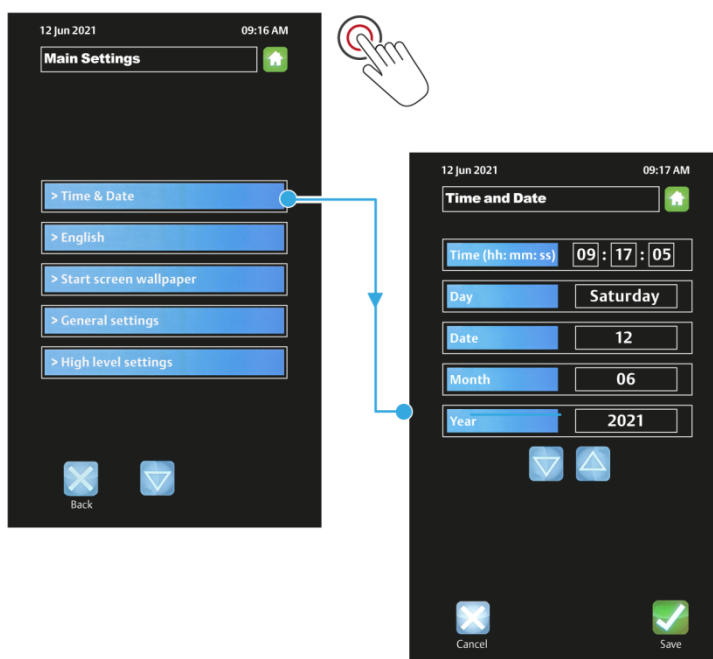 12 Jun 2021 09:16 AM
Main Settings
> Time & Date
> English
> Start screen wallpaper
> General settings
> High level settings
Back
12 Jun 2021 09:17 AM
Time and Date
Time (hh: mm: ss) 09 : 17 : 05
Day Saturday
Date 12
Month 06
Year 2021
Cancel Save